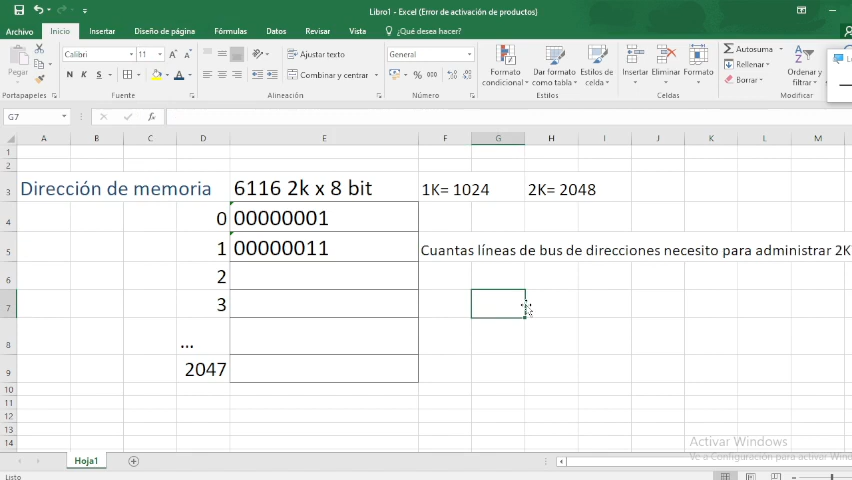 Libro1 - Excel (Error de activación de productos)
Archivo Inicio Insertar Diseño de página Fórmulas Datos Revisar Vista ¿Qué desea hacer?
Calibri 11 Ajustar texto General Autosuma
Pegar N K S Combinar y centrar % 000 Formato condicional Dar formato como tabla Estilos de celda Insertar Eliminar Formato Rellenar Borrar Ordenar y filtrar
Portapapeles Fuente Alineación Número Estilos Celdas Modificar
G7 fx
A B C D E F G H I J K L M
1
2
3 Dirección de memoria 6116 2k x 8 bit 1K= 1024 2K= 2048
4 0 00000001
5 1 00000011 Cuantas líneas de bus de direcciones necesito para administrar 2K
6 2
7 3
8 ...
9 2047
10
11
12
13
14
Activar Windows
Ve a Configuración para activar Win
Hoja1
Listo